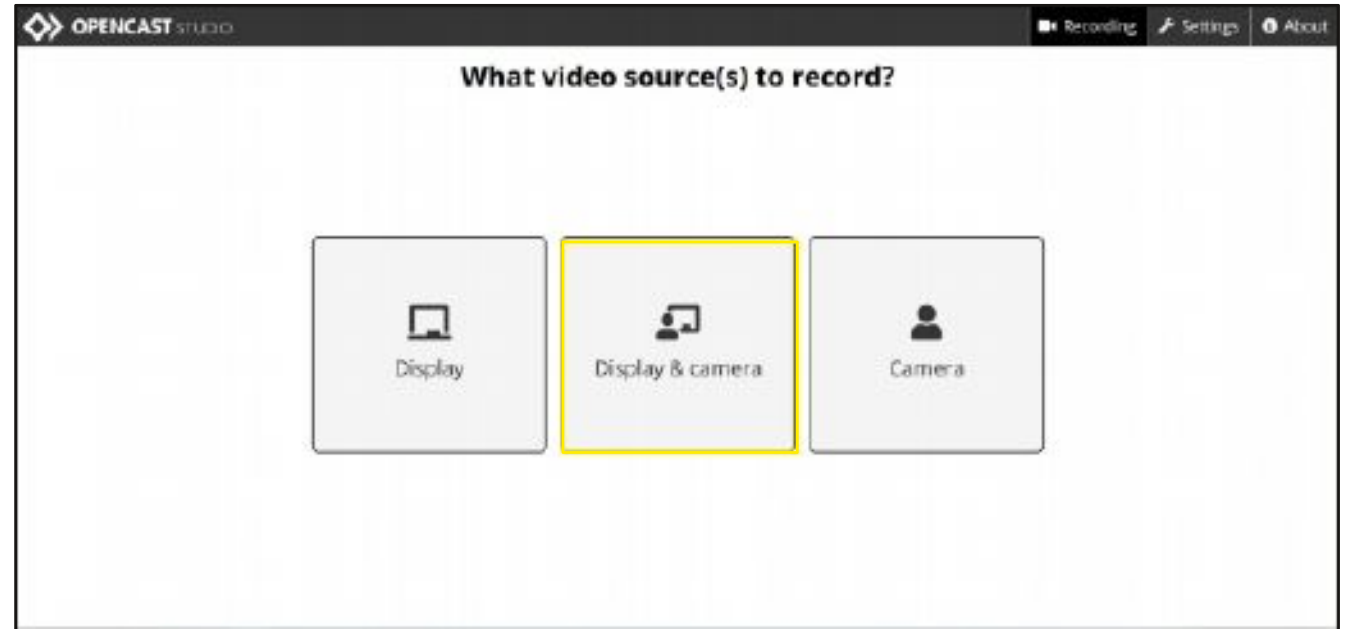 OPENCAST STUDIO
Recording
Settings
About
What video source(s) to record?
Display
Display & camera
Camera